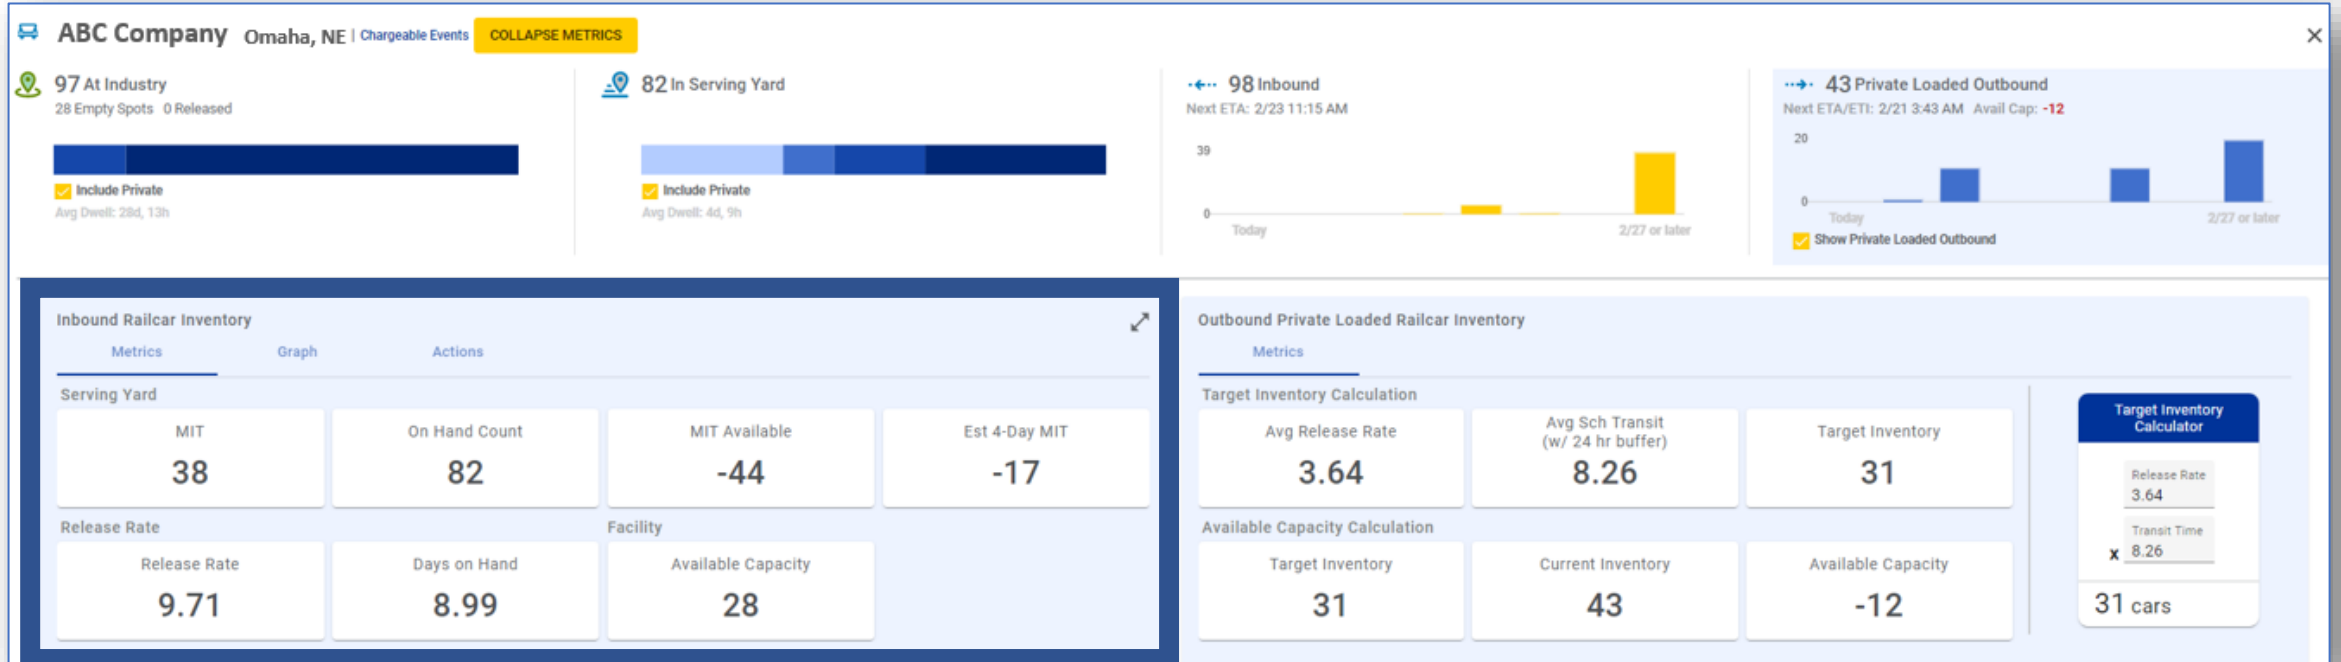 ABC Company Omaha, NE | Chargeable Events COLLAPSE METRICS
97 At Industry
28 Empty Spots 0 Released
Include Private
Avg Dwell: 28d, 13h
82 In Serving Yard
Include Private
Avg Dwell: 4d, 9h
98 Inbound
Next ETA: 2/23 11:15 AM
39
0
Today 2/27 or later
43 Private Loaded Outbound
Next ETA/ETI: 2/21 3:43 AM Avail Cap: -12
20
0
Today 2/27 or later
Show Private Loaded Outbound
Inbound Railcar Inventory
Metrics Graph Actions
Serving Yard
MIT On Hand Count MIT Available Est 4-Day MIT
38 82 -44 -17
Release Rate Facility
Release Rate Days on Hand Available Capacity
9.71 8.99 28
Outbound Private Loaded Railcar Inventory
Metrics
Target Inventory Calculation
Avg Release Rate
3.64
Avg Sch Transit
(w/ 24 hr buffer)
8.26
Target Inventory
31
Available Capacity Calculation
Target Inventory Current Inventory Available Capacity
31 43 -12
Target Inventory
Calculator
Release Rate
3.64
Transit Time
x 8.26
31 cars